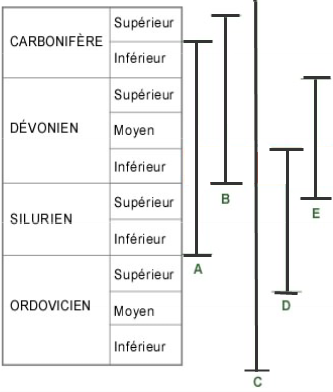 CARBONIFÈRE
Supérieur
Inférieur
DÉVONIEN
Supérieur
Moyen
Inférieur
SILURIEN
Supérieur
Inférieur
ORDOVICIEN
Supérieur
Moyen
Inférieur
A
B
C
D
E